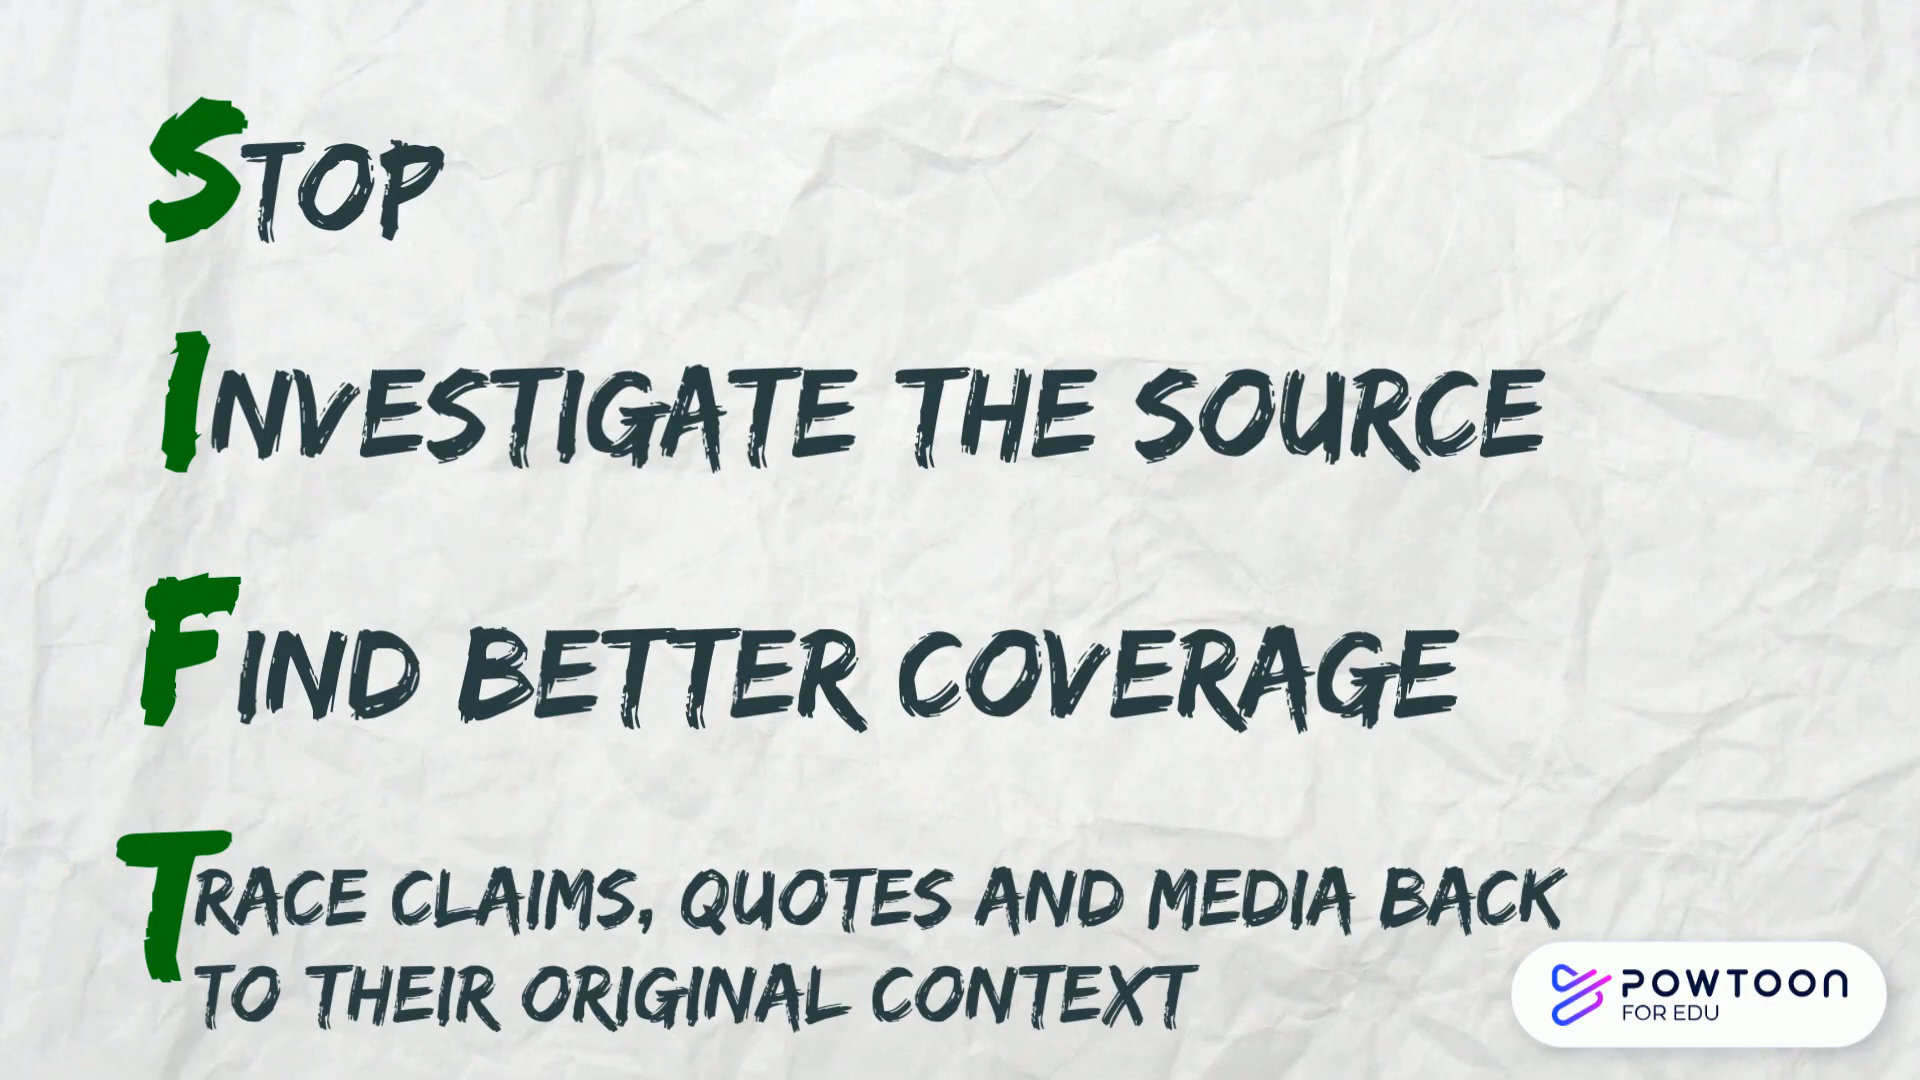 STOP
INVESTIGATE THE SOURCE
FIND BETTER COVERAGE
TRACE CLAIMS, QUOTES AND MEDIA BACK
TO THEIR ORIGINAL CONTEXT
POWTOON
FOR EDU